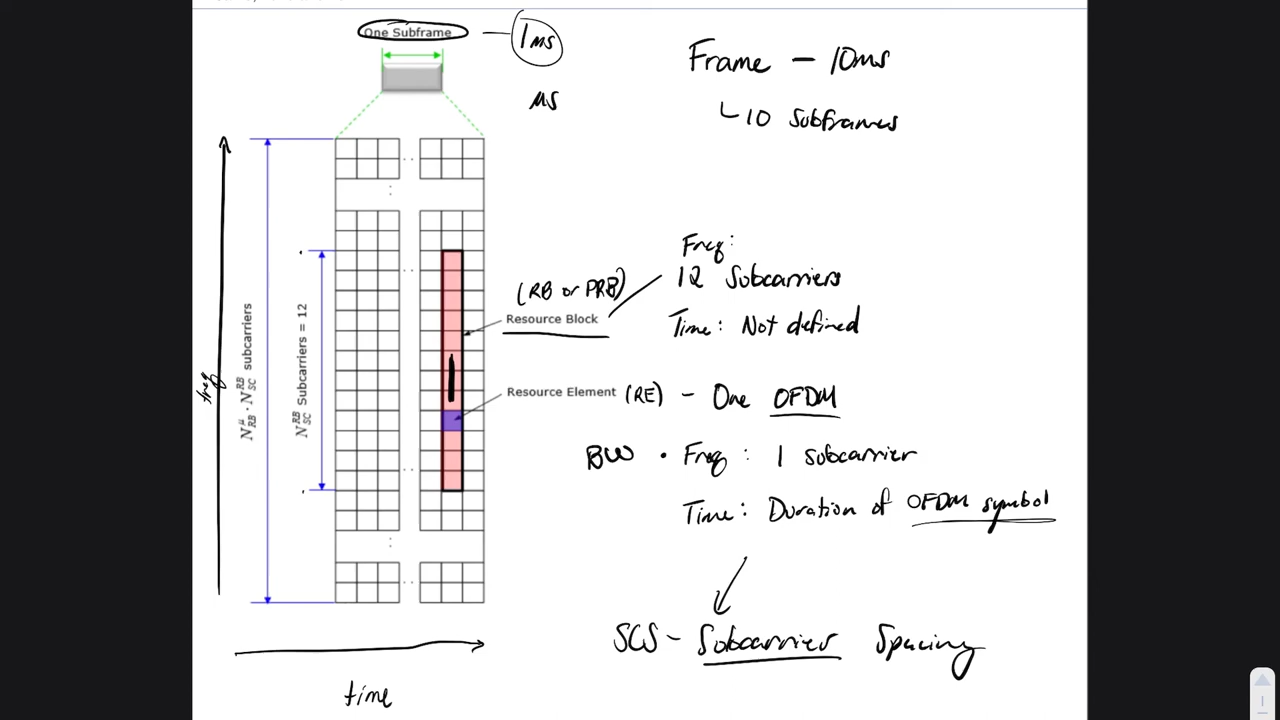 One Subframe
1ms
μs
Frame - 10ms
10 Subframes
freq
N^μ_RB · N^RB_SC subcarriers
N^RB_SC Subcarriers = 12
(RB or PRB)
Resource Block
Freq:
12 Subcarriers
Time: Not defined
Resource Element (RE) - One OFDM
BW • Freq: 1 subcarrier
Time: Duration of OFDM symbol
SCS - Subcarrier Spacing
time